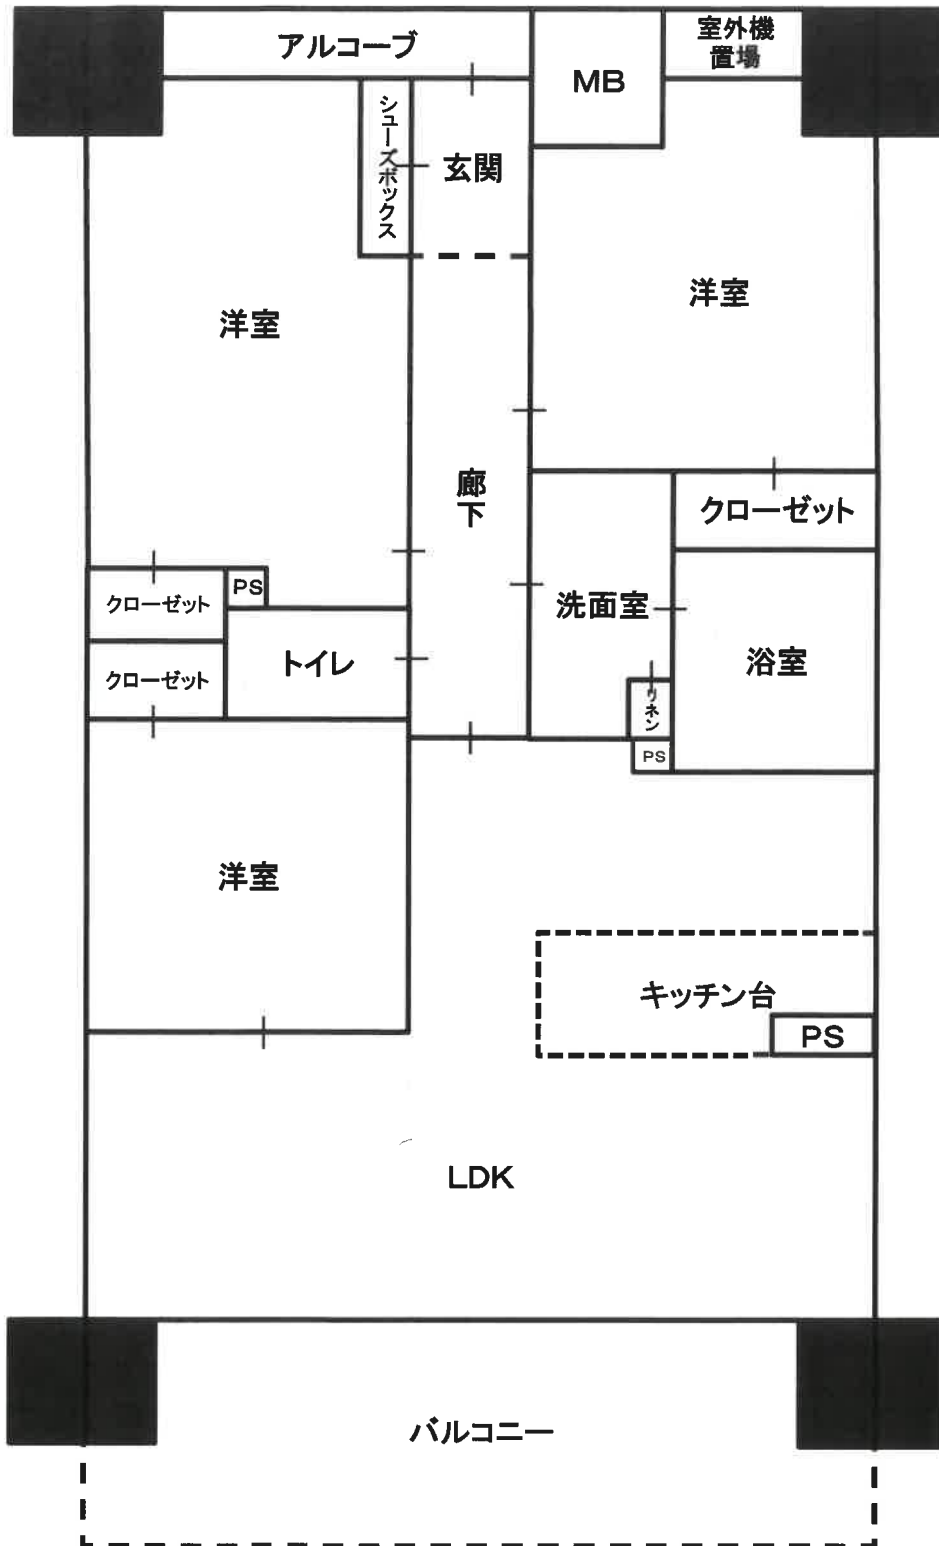 アルコーブ
MB
室外機
置場
シューズボックス
玄関
洋室
洋室
廊下
クローゼット
PS
クローゼット
洗面室
トイレ
浴室
クローゼット
リネン
PS
洋室
キッチン台
PS
LDK
バルコニー